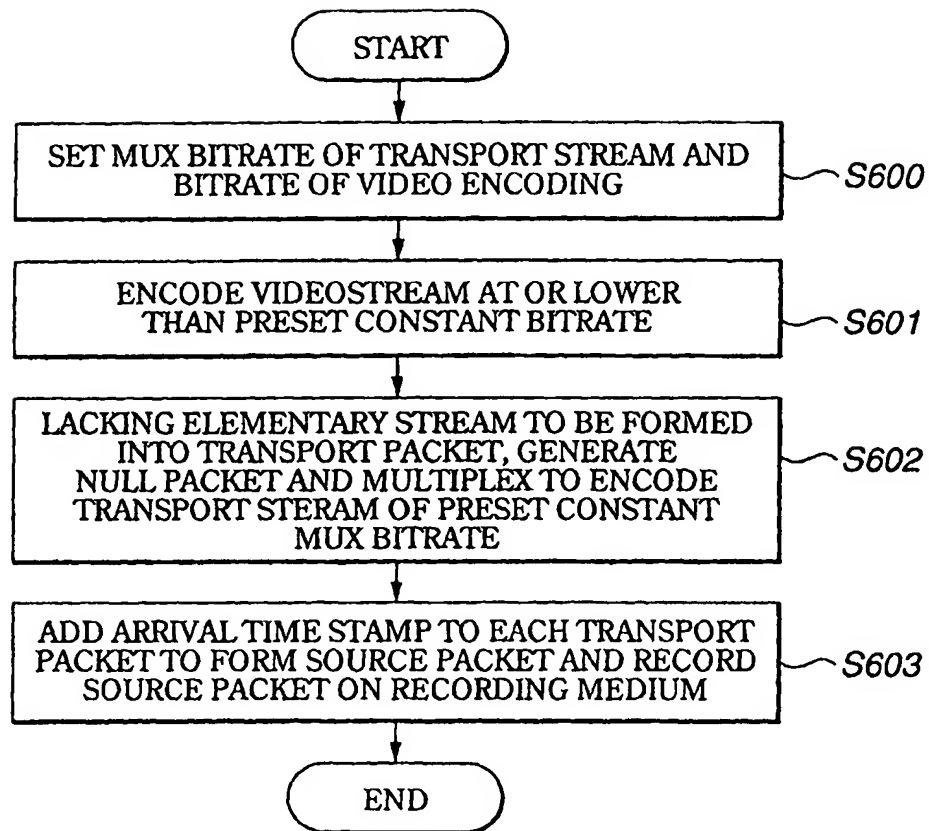 START
SET MUX BITRATE OF TRANSPORT STREAM AND
BITRATE OF VIDEO ENCODING
S600
ENCODE VIDEOSTREAM AT OR LOWER
THAN PRESET CONSTANT BITRATE
S601
LACKING ELEMENTARY STREAM TO BE FORMED
INTO TRANSPORT PACKET, GENERATE
NULL PACKET AND MULTIPLEX TO ENCODE
TRANSPORT STERAM OF PRESET CONSTANT
MUX BITRATE
S602
ADD ARRIVAL TIME STAMP TO EACH TRANSPORT
PACKET TO FORM SOURCE PACKET AND RECORD
SOURCE PACKET ON RECORDING MEDIUM
S603
END